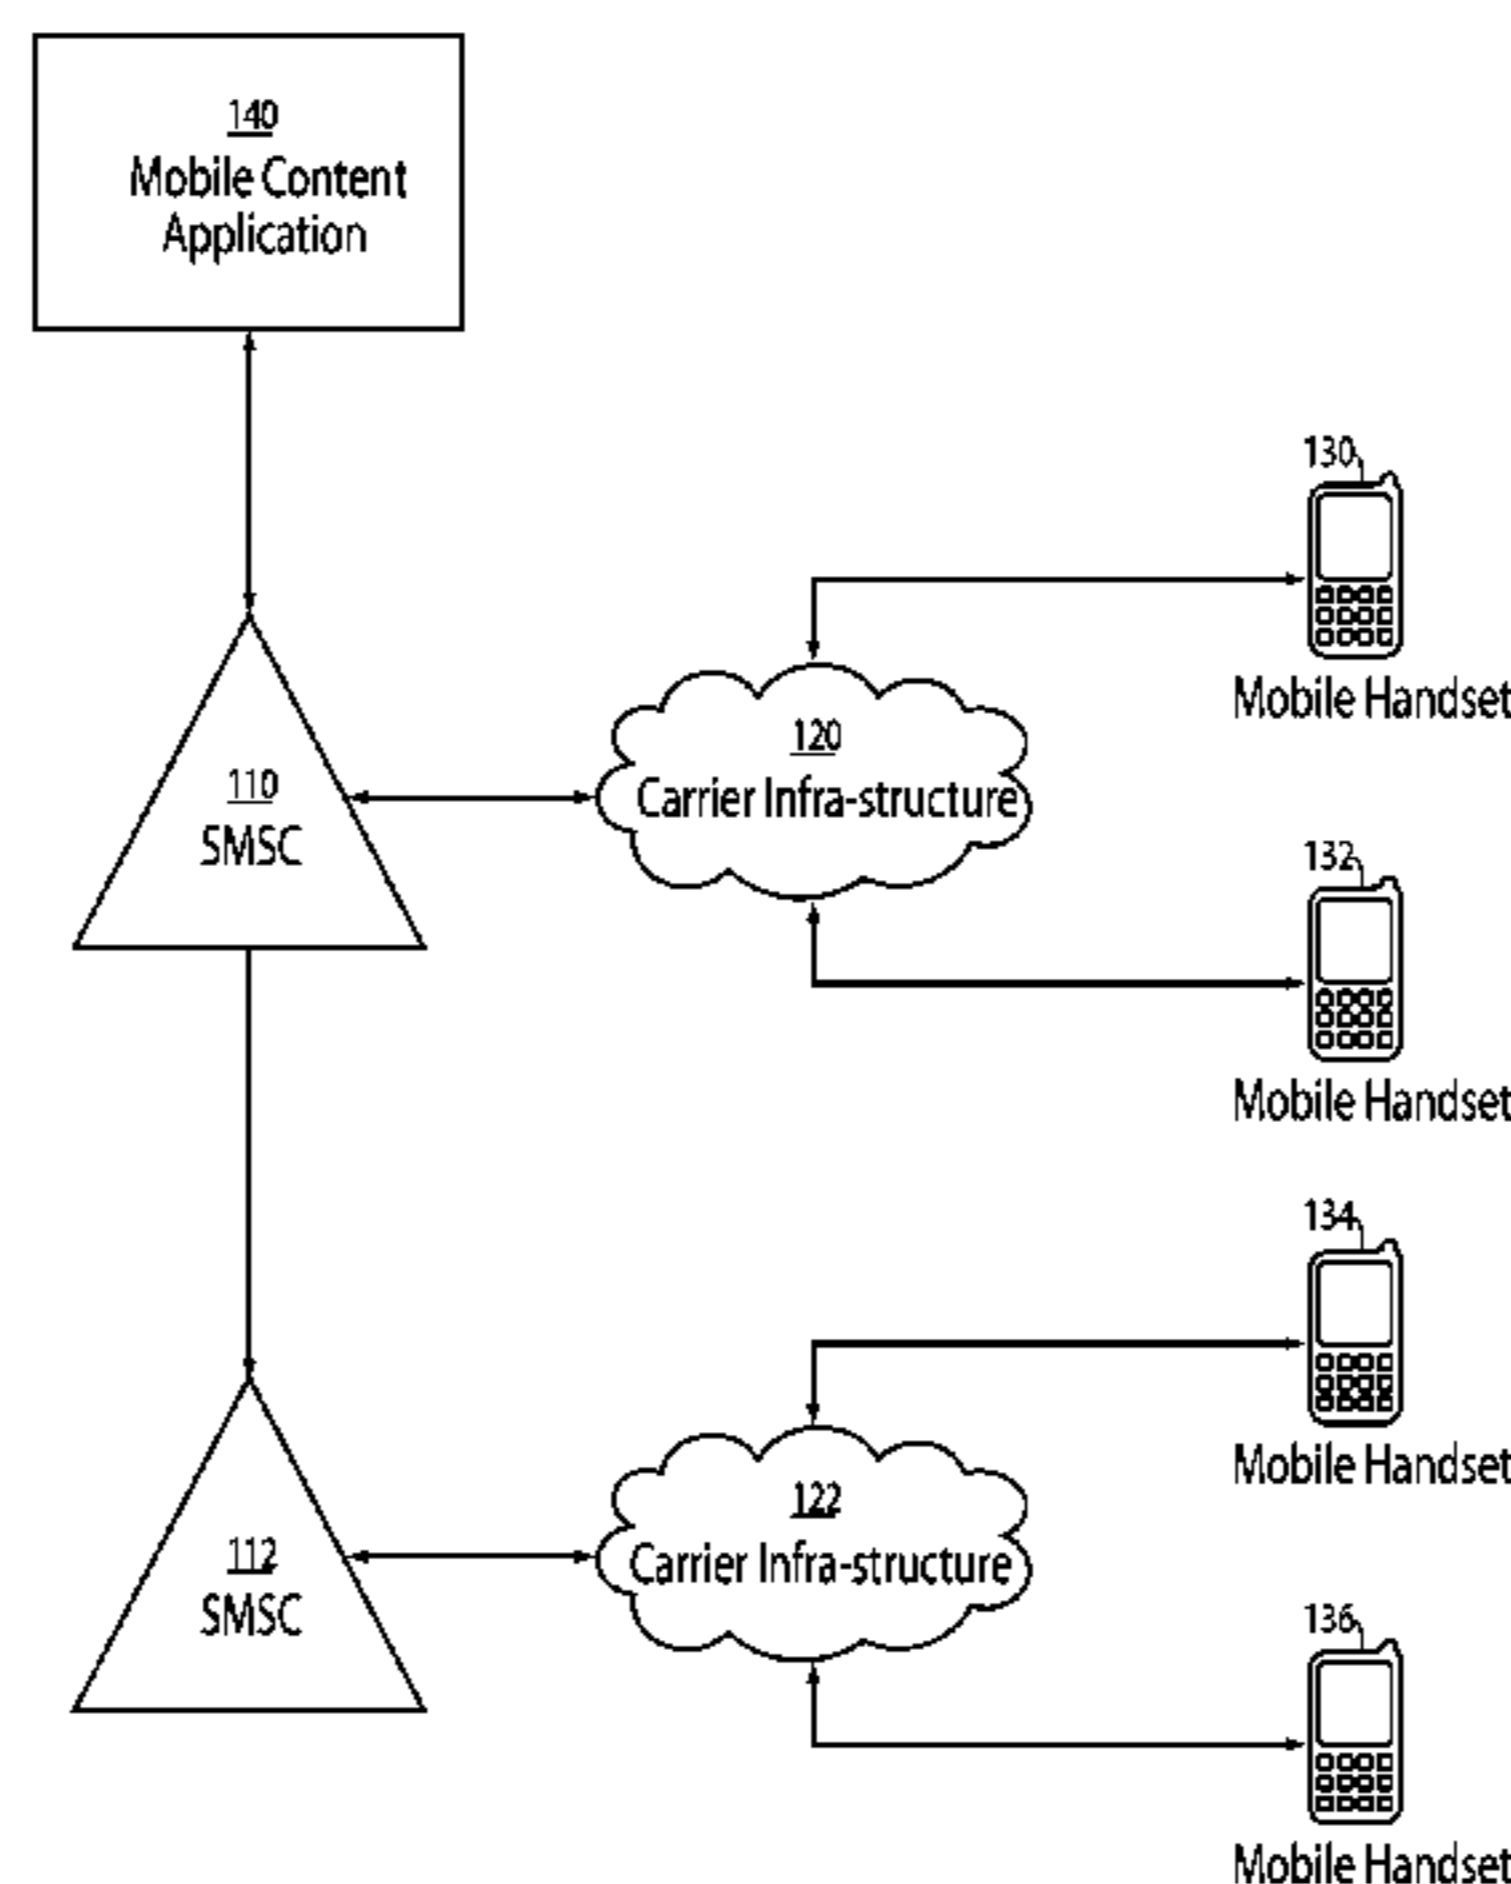 140
Mobile Content
Application
130
Mobile Handset
120
Carrier Infra-structure
110
SMSC
132
Mobile Handset
134
Mobile Handset
122
Carrier Infra-structure
112
SMSC
136
Mobile Handset